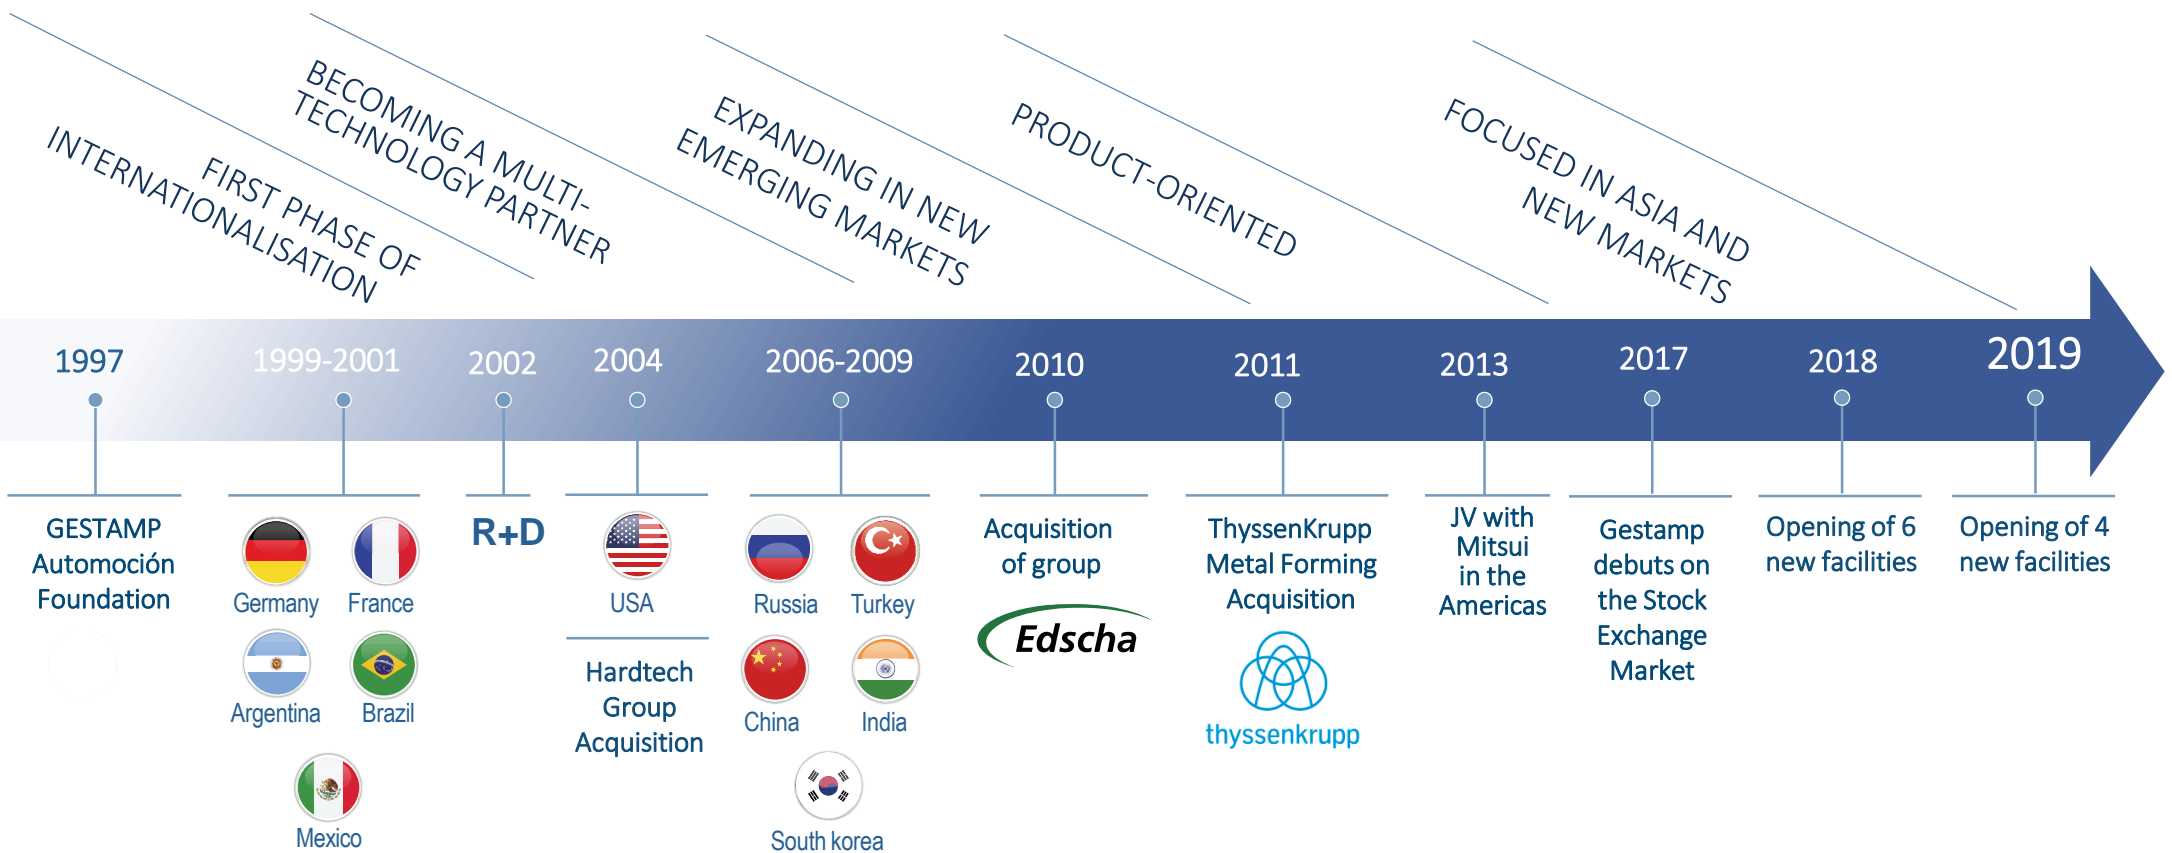 BECOMING A MULTI-
TECHNOLOGY PARTNER
EXPANDING IN NEW
EMERGING MARKETS
PRODUCT-ORIENTED
FOCUSED IN ASIA AND
NEW MARKETS
FIRST PHASE OF
INTERNATIONALISATION
1997
1999-2001
2002
2004
2006-2009
2010
2011
2013
2017
2018
2019
GESTAMP
Automoción
Foundation
Germany
France
Argentina
Brazil
Mexico
R+D
USA
Hardtech
Group
Acquisition
Russia
Turkey
China
India
South korea
Acquisition
of group
Edscha
ThyssenKrupp
Metal Forming
Acquisition
thyssenkrupp
JV with
Mitsui
in the
Americas
Gestamp
debuts on
the Stock
Exchange
Market
Opening of 6
new facilities
Opening of 4
new facilities